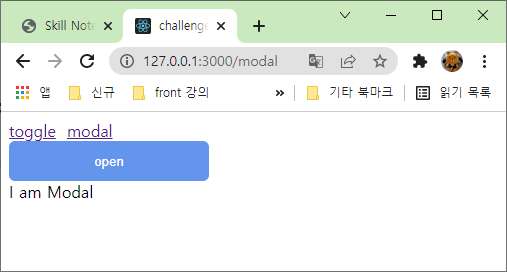 Skill Note
challenge
127.0.0.1:3000/modal
앱 신규 front 강의 » 기타 북마크 읽기 목록
toggle modal
open
I am Modal